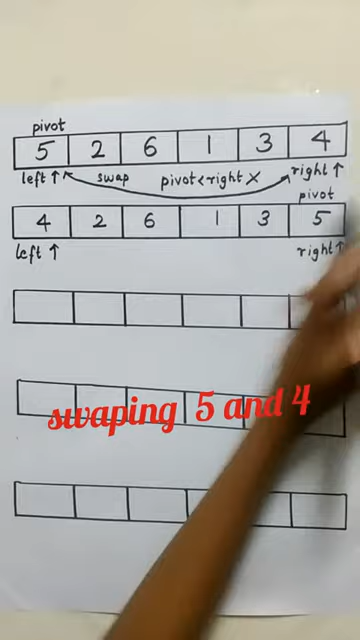 pivot
5 2 6 1 3 4
left ↑ swap pivot < right × right ↑
pivot
4 2 6 1 3 5
left ↑ right ↑
swaping 5 and 4